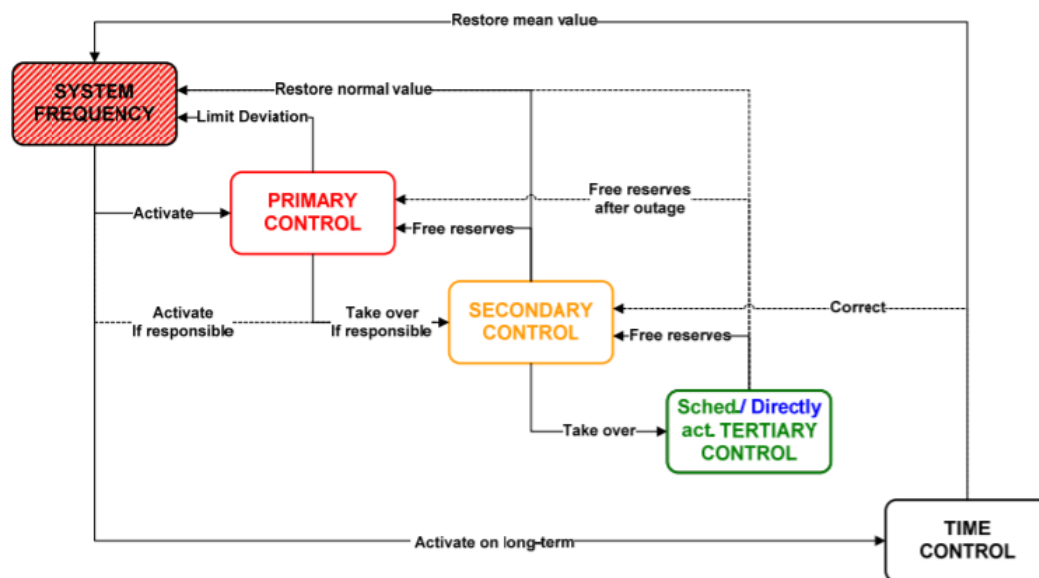 Restore mean value
SYSTEM
FREQUENCY
Restore normal value
Limit Deviation
PRIMARY
CONTROL
Free reserves
after outage
Activate
Free reserves
Activate
If responsible
Take over
If responsible
SECONDARY
CONTROL
Correct
Free reserves
Sched./ Directly
act. TERTIARY
CONTROL
Take over
TIME
CONTROL
Activate on long-term